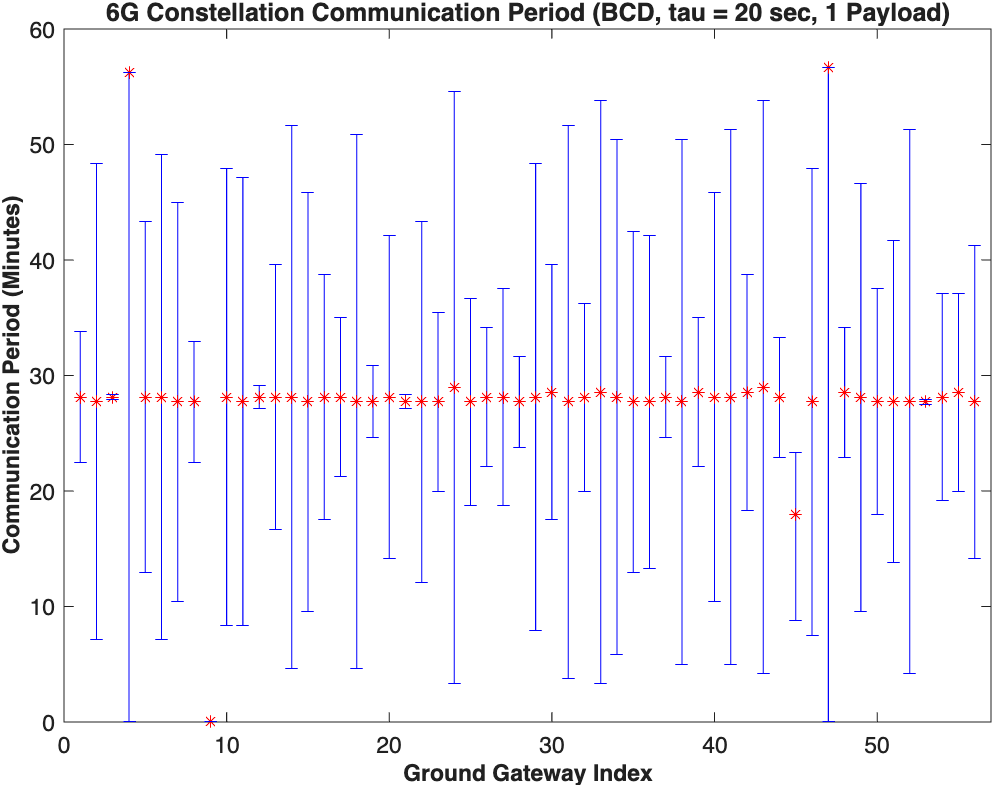 6G Constellation Communication Period (BCD, tau = 20 sec, 1 Payload)
60
50
40
30
20
10
0
Communication Period (Minutes)
0 10 20 30 40 50
Ground Gateway Index